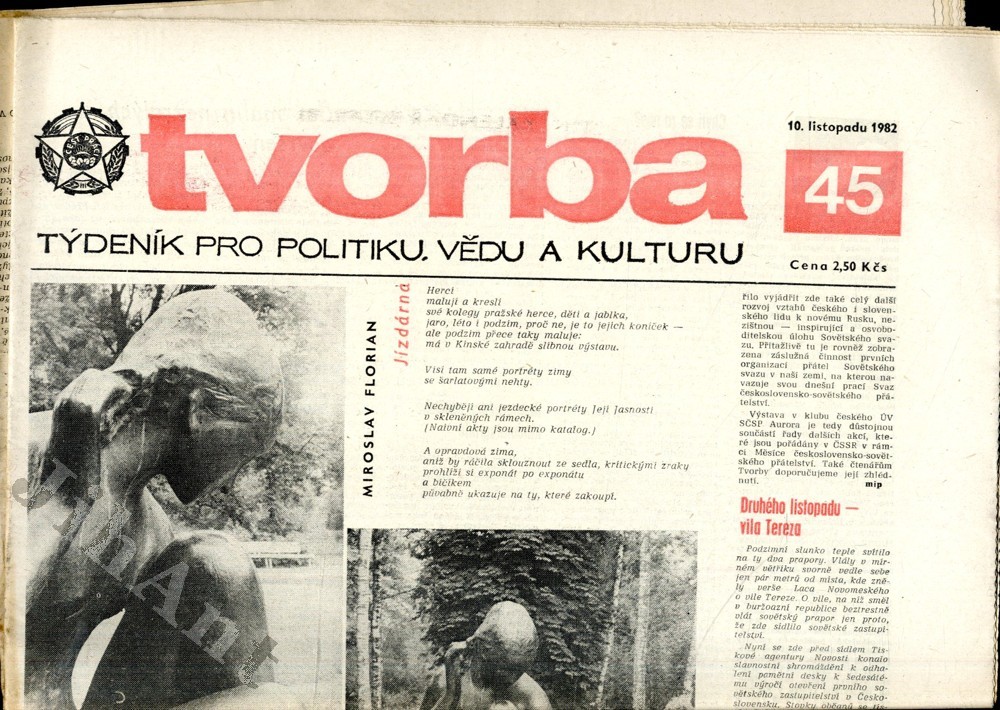 tvorba
10. listopadu 1982
45
TÝDENÍK PRO POLITIKU, VĚDU A KULTURU
Cena 2,50 Kčs
MIROSLAV FLORIAN
Jízdárna
Herci
malují a kreslí
své kolegy pražské herce, děti a jablka,
jaro, léto i podzim, proč ne, je to jejich koníček —
ale podzim přece taky maluje:
má v Kinské zahradě slibnou výstavu.
Visí tam samé portréty zimy
se šarlatovými nehty.
Nechybějí ani jezdecké portréty Její Jasnosti
v skleněných rámech.
(Naivní akty jsou mimo katalog.)
A opravdová zima,
aniž by ráčila sklouznout ze sedla, kritickými zraky
prohlíží si exponát po exponátu
a bičíkem
půvabně ukazuje na ty, které zakoupí.
řilo vyjádřit zde také celý další
rozvoj vztahů českého i sloven-
ského lidu k novému Rusku, ne-
zištnou — inspirující a osvobo-
ditelskou úlohu Sovětského sva-
zu. Přitažlivě tu je rovněž zobra-
zena záslužná činnost prvních
organizací přátel Sovětského
svazu v naší zemi, na kterou na-
vazuje svou dnešní prací Svaz
československo-sovětského přá-
telství.
Výstava v klubu českého ÚV
SČSP Aurora je tedy důstojnou
součástí řady dalších akcí, kte-
ré jsou pořádány v ČSSR v rám-
ci Měsíce československo-sovět-
ského přátelství. Také čtenářům
Tvorby doporučujeme její zhléd-
nutí.
mip
Druhého listopadu —
vila Tereza
Podzimní slunko teple svítilo
na ty dva prapory. Vlály v mír-
ném větříku svorně vedle sebe
jen pár metrů od místa, kde zně-
ly verše Laca Novomeského
o vile Tereze. O vile, na níž směl
v buržoazní republice beztrestně
vlát sovětský prapor jen proto,
že zde sídlilo sovětské zastupi-
telství.
Nyní se zde před sídlem Tis-
kové agentury Novosti konalo
slavnostní shromáždění k odha-
lení pamětní desky k šedesáté-
mu výročí otevření prvního so-
větského zastupitelství v Česko-
slovensku. Stovky občanů se